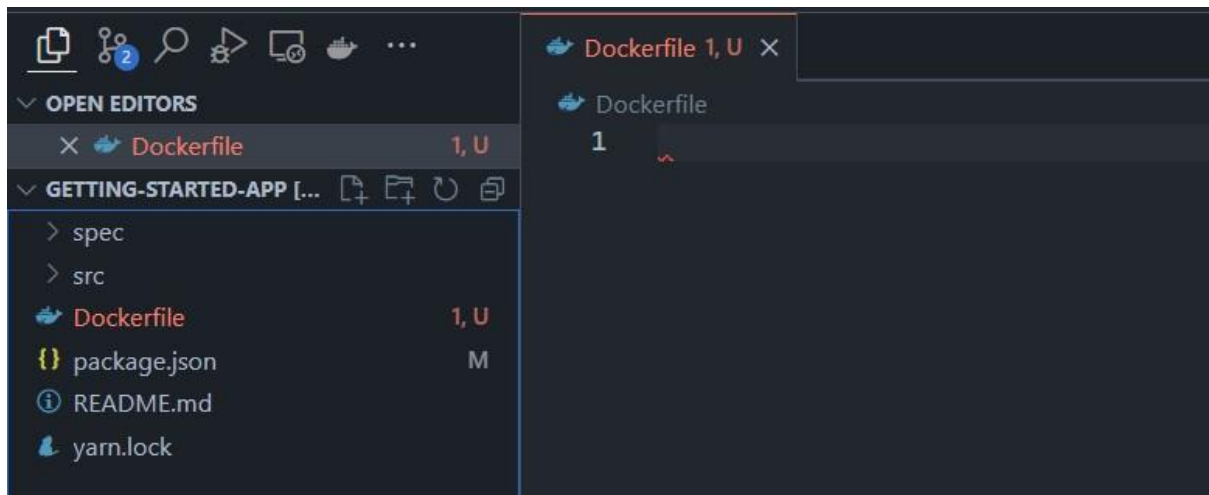 2
Dockerfile 1, U
OPEN EDITORS
Dockerfile 1, U
GETTING-STARTED-APP [...
spec
src
Dockerfile 1, U
{} package.json M
README.md
yarn.lock
Dockerfile
1